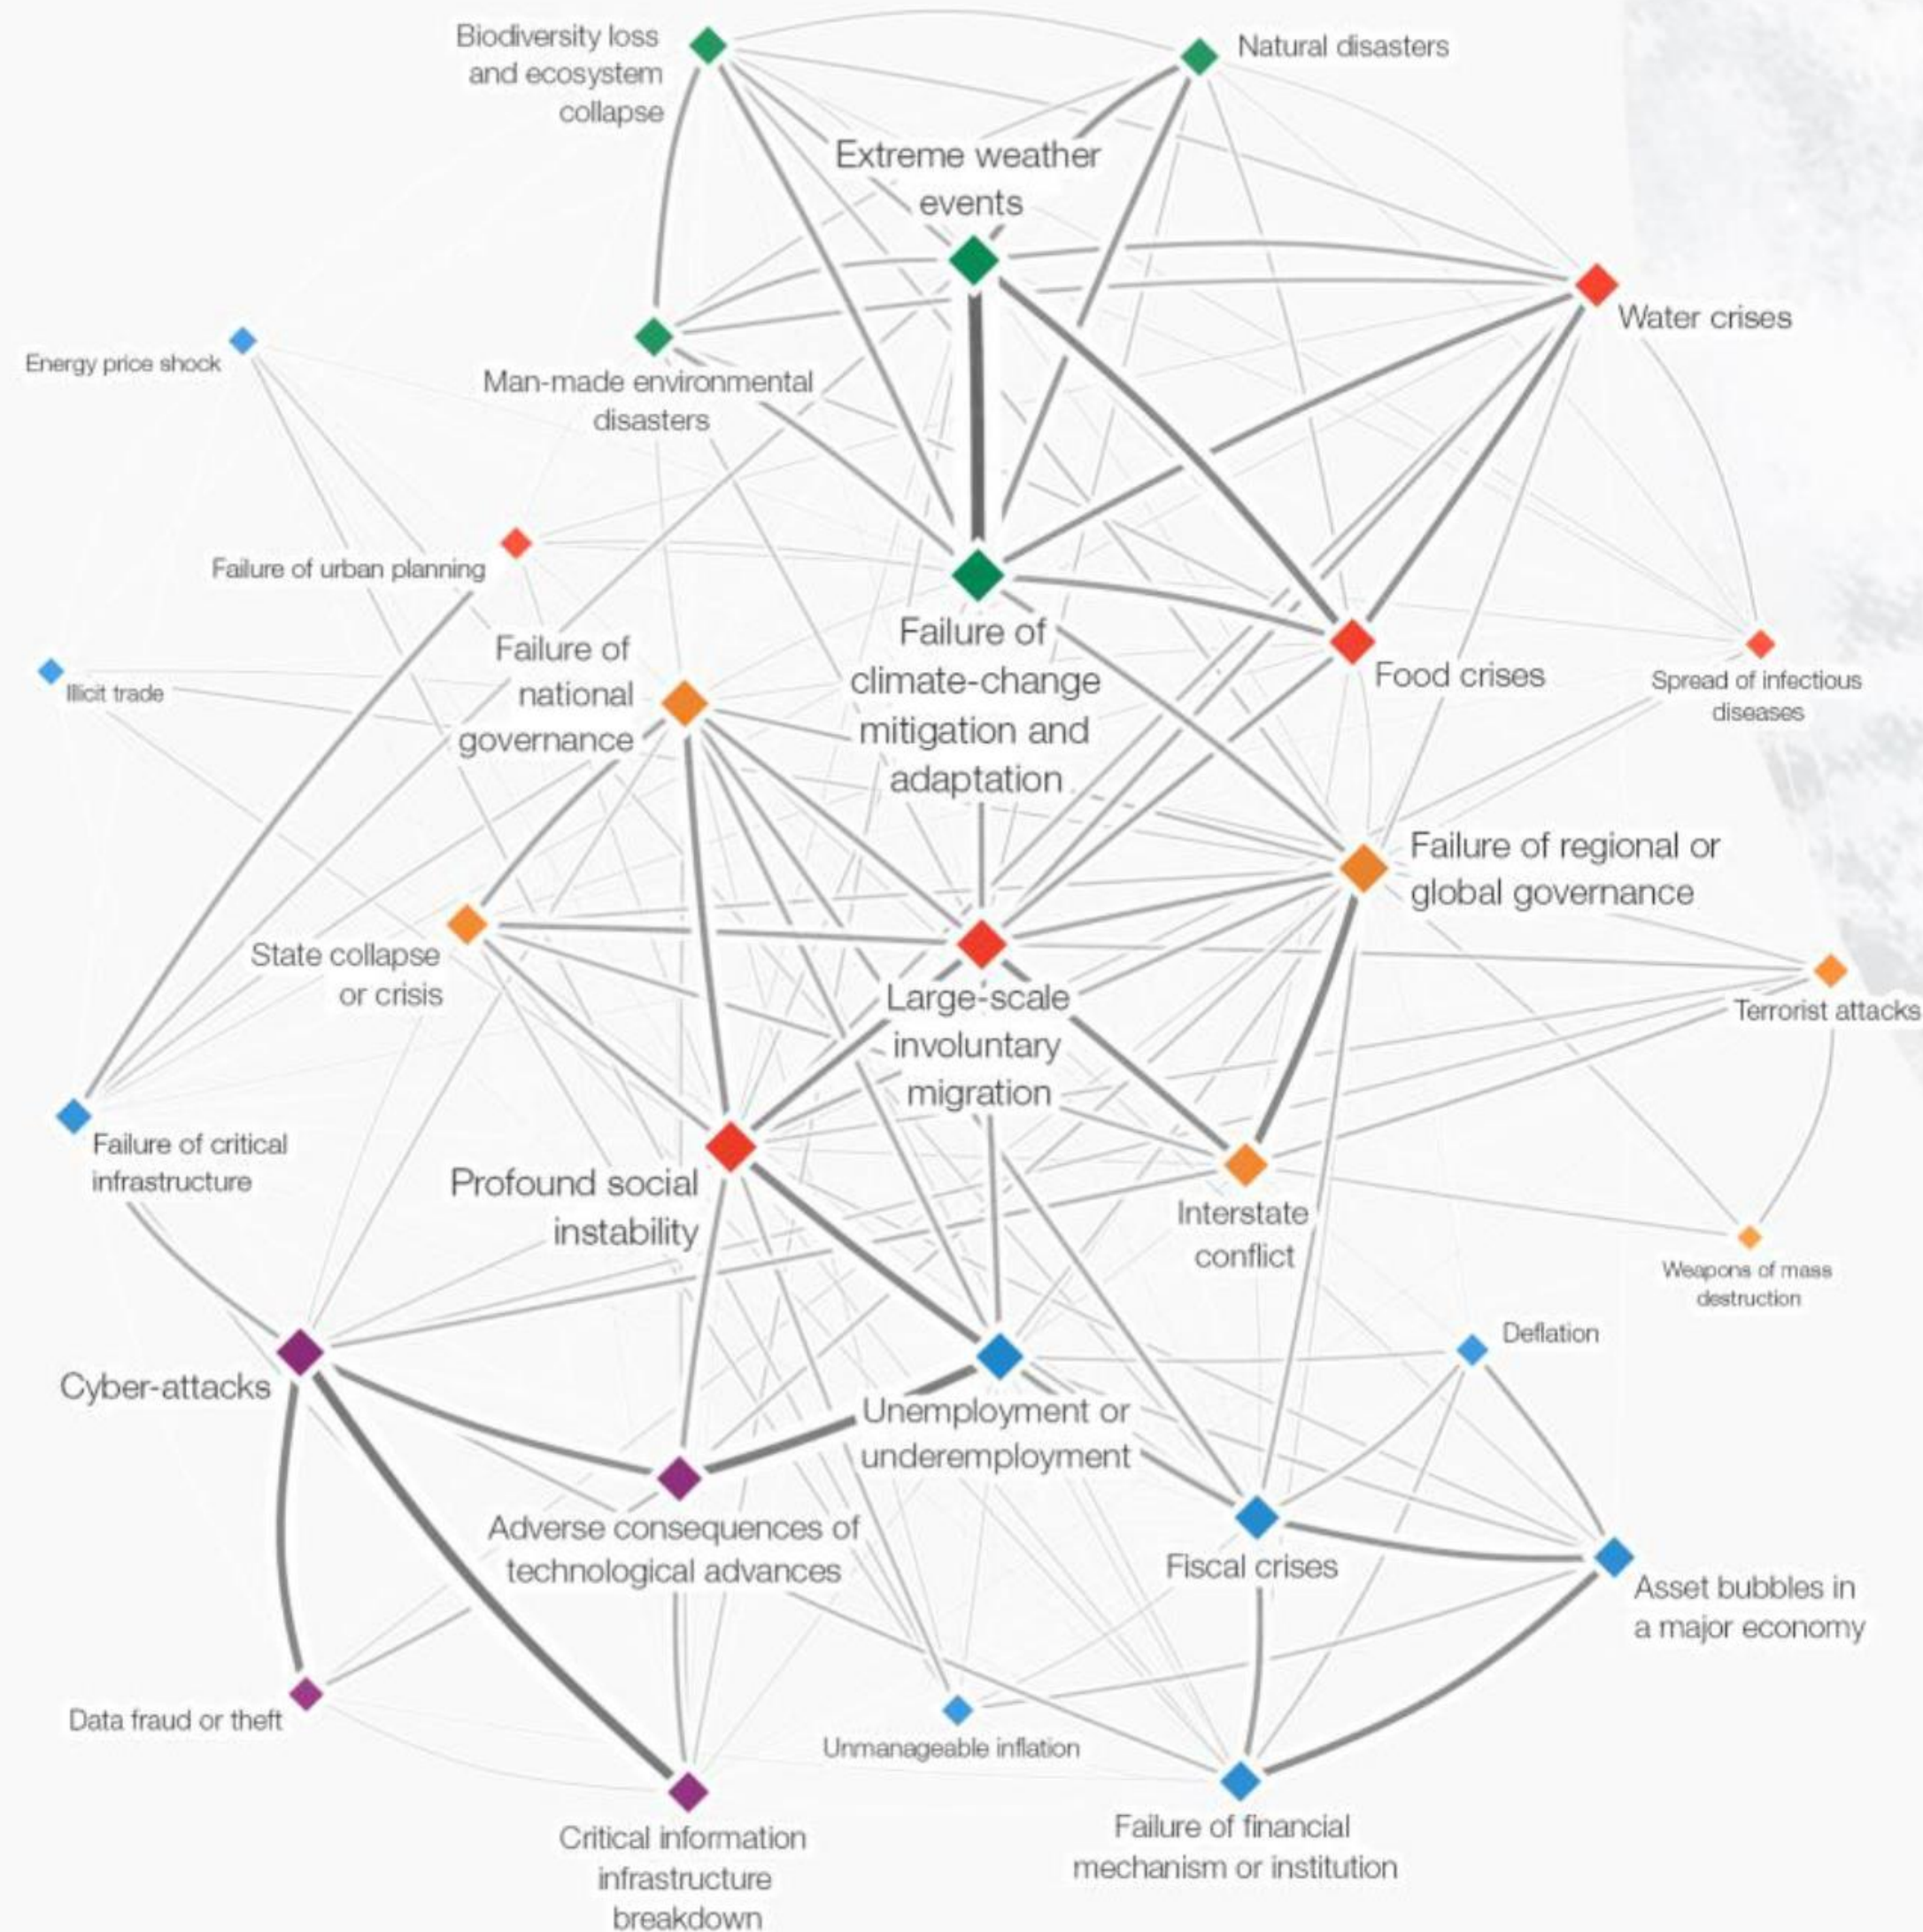 Biodiversity loss
and ecosystem
collapse
Natural disasters
Extreme weather
events
Water crises
Energy price shock
Man-made environmental
disasters
Failure of urban planning
Failure of
national
governance
Failure of
climate-change
mitigation and
adaptation
Food crises
Spread of infectious
diseases
Illicit trade
Failure of regional or
global governance
State collapse
or crisis
Large-scale
involuntary
migration
Terrorist attacks
Failure of critical
infrastructure
Profound social
instability
Interstate
conflict
Weapons of mass
destruction
Deflation
Cyber-attacks
Unemployment or
underemployment
Adverse consequences of
technological advances
Fiscal crises
Asset bubbles in
a major economy
Data fraud or theft
Unmanageable inflation
Critical information
infrastructure
breakdown
Failure of financial
mechanism or institution